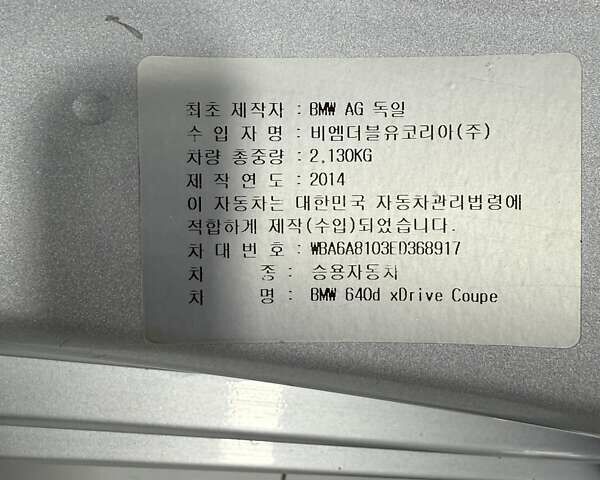 최초 제작자 : BMW AG 독일
수 입 자 명 : 비엠더블유코리아(주)
차량 총중량 : 2,130KG
제 작 연 도 : 2014
이 자동차는 대한민국 자동차관리법령에
적합하게 제작(수입)되었습니다.
차 대 번 호 : WBA6A8103ED368917
차 종 : 승용자동차
차 명 : BMW 640d xDrive Coupe